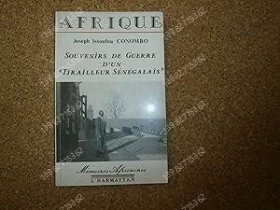 AFRIQUE
Joseph Issoufou CONOMBO
SOUVENIRS DE GUERRE
D'UN
"TIRAILLEUR SÉNÉGALAIS"
Mémoires Africaines
L'HARMATTAN